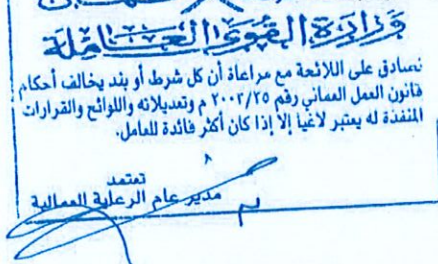 وزارة القوى العاملة
نصادق على اللائحة مع مراعاة أن كل شرط أو بند يخالف أحكام
قانون العمل العماني رقم ٢٠٠٣/٢٥ م وتعديلاته واللوائح والقرارات
المنفذة له يعتبر لاغيا إلا إذا كان أكثر فائدة للعامل.
تعتمد
مدير عام الرعاية العمالية